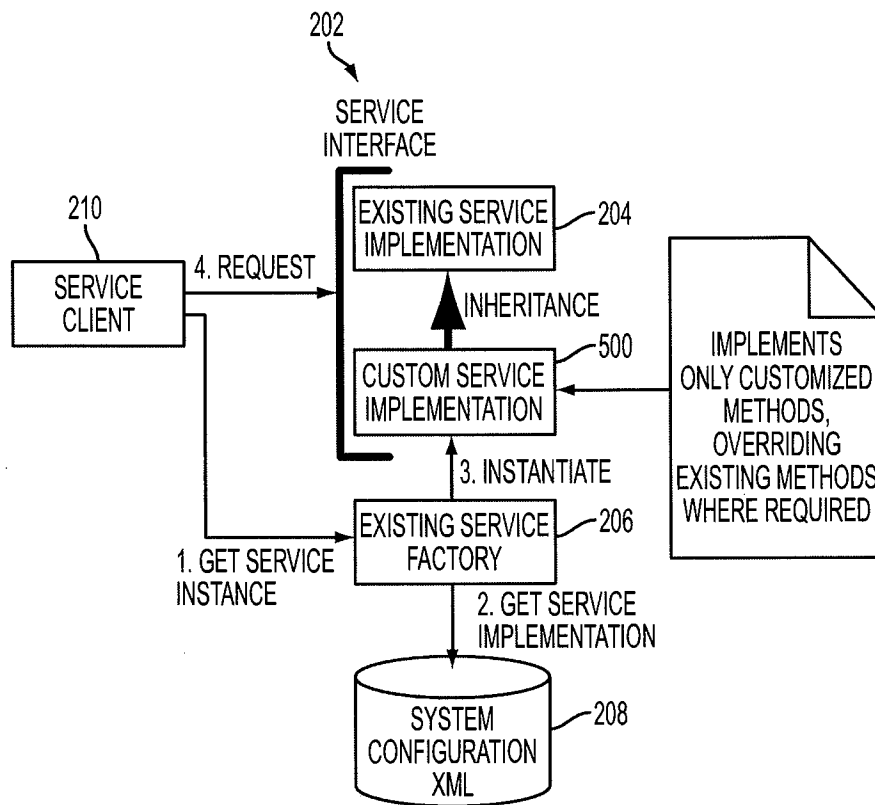 202
SERVICE
INTERFACE
210
EXISTING SERVICE
IMPLEMENTATION
204
4. REQUEST
SERVICE
CLIENT
INHERITANCE
500
CUSTOM SERVICE
IMPLEMENTATION
IMPLEMENTS
ONLY CUSTOMIZED
METHODS,
OVERRIDING
EXISTING METHODS
WHERE REQUIRED
3. INSTANTIATE
EXISTING SERVICE
FACTORY
206
1. GET SERVICE
INSTANCE
2. GET SERVICE
IMPLEMENTATION
SYSTEM
CONFIGURATION
XML
208